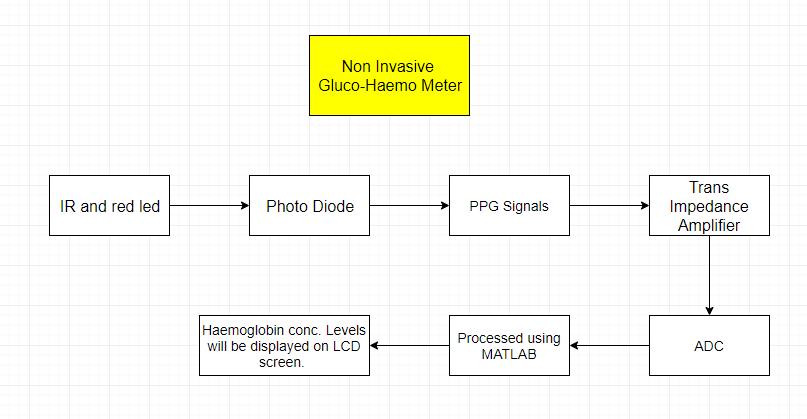 Non Invasive
Gluco-Haemo Meter
IR and red led
Photo Diode
PPG Signals
Trans
Impedance
Amplifier
Haemoglobin conc. Levels
will be displayed on LCD
screen.
Processed using
MATLAB
ADC